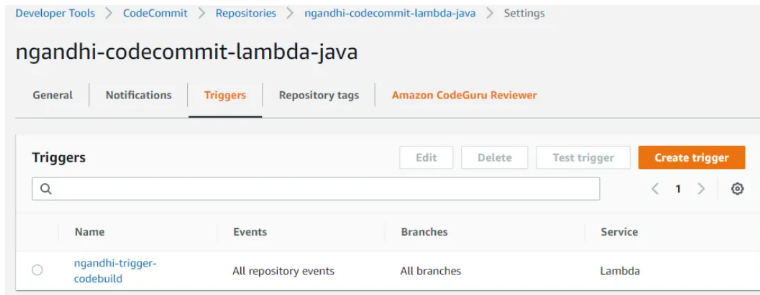 Developer Tools > CodeCommit > Repositories > ngandhi-codecommit-lambda-java > Settings
ngandhi-codecommit-lambda-java
General Notifications Triggers Repository tags Amazon CodeGuru Reviewer
Triggers Edit Delete Test trigger Create trigger
< 1 >
Name Events Branches Service
ngandhi-trigger-
codebuild All repository events All branches Lambda